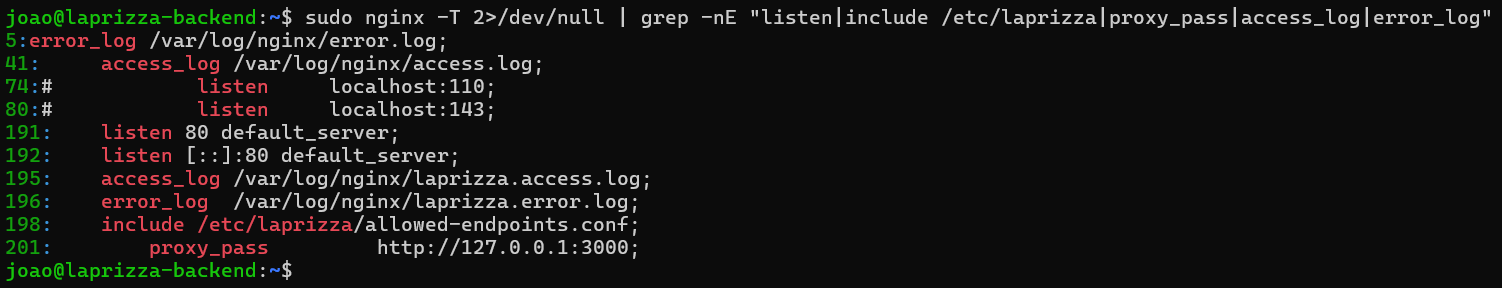 joao@laprizza-backend:~$ sudo nginx -T 2>/dev/null | grep -nE "listen|include /etc/laprizza|proxy_pass|access_log|error_log"
5:error_log /var/log/nginx/error.log;
41:    access_log /var/log/nginx/access.log;
74:#            listen     localhost:110;
80:#            listen     localhost:143;
191:    listen 80 default_server;
192:    listen [::]:80 default_server;
195:    access_log /var/log/nginx/laprizza.access.log;
196:    error_log  /var/log/nginx/laprizza.error.log;
198:    include /etc/laprizza/allowed-endpoints.conf;
201:        proxy_pass         http://127.0.0.1:3000;
joao@laprizza-backend:~$